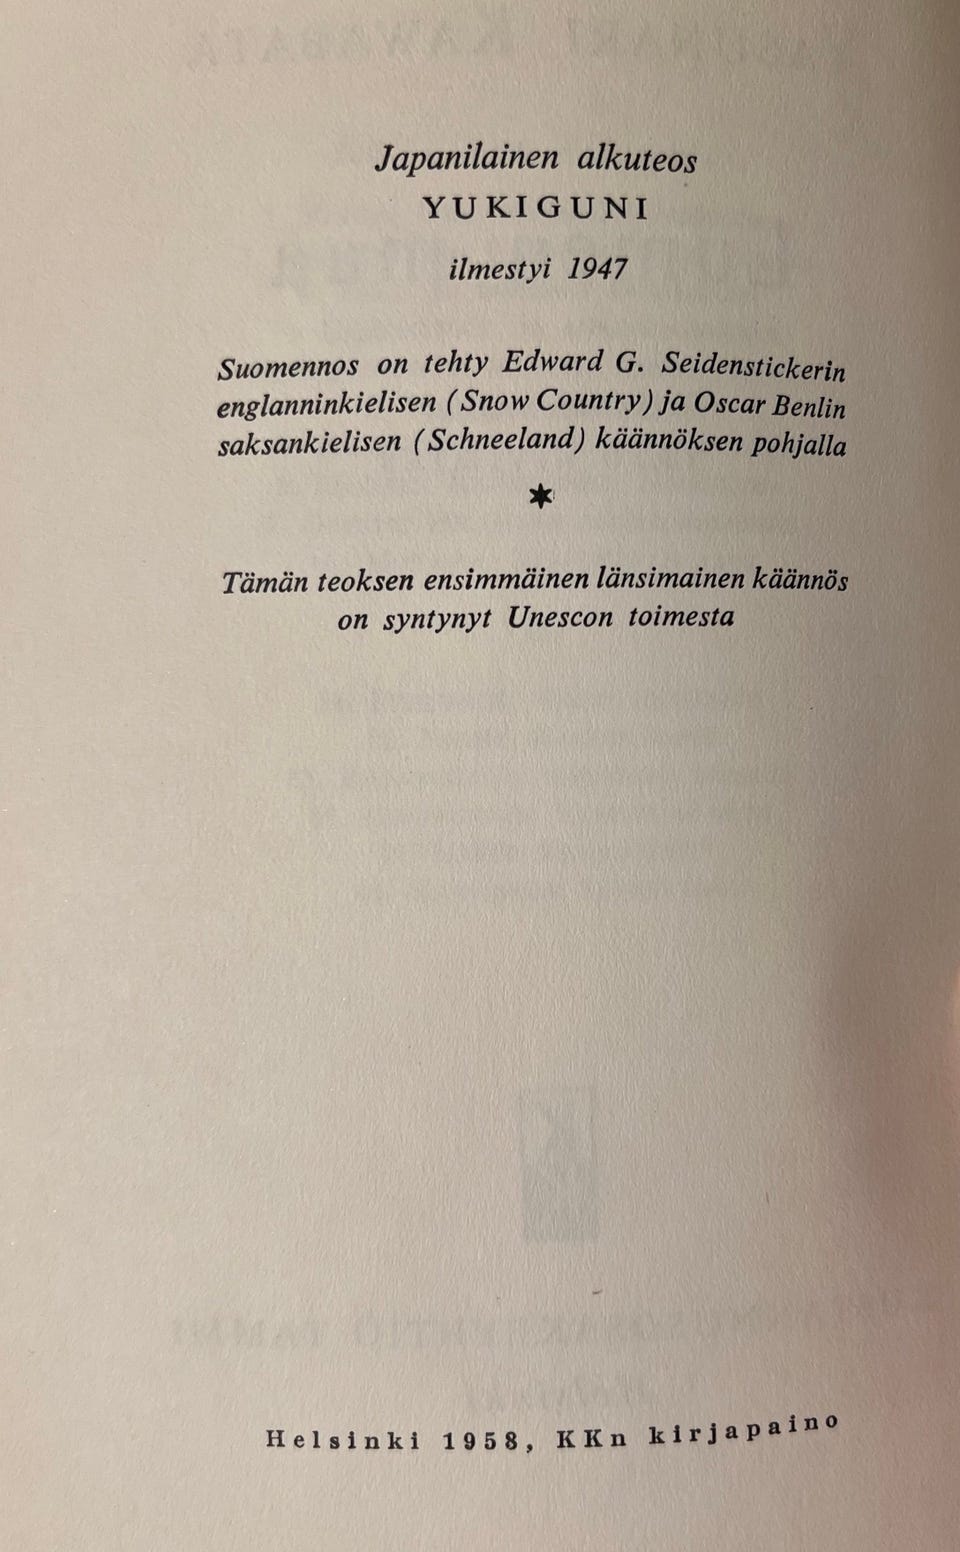 Japanilainen alkuteos
YUKIGUNI
ilmestyi 1947
Suomennos on tehty Edward G. Seidenstickerin
englanninkielisen (Snow Country) ja Oscar Benlin
saksankielisen (Schneeland) käännöksen pohjalla
Tämän teoksen ensimmäinen länsimainen käännös
on syntynyt Unescon toimesta
Helsinki 1958, KKn kirjapaino